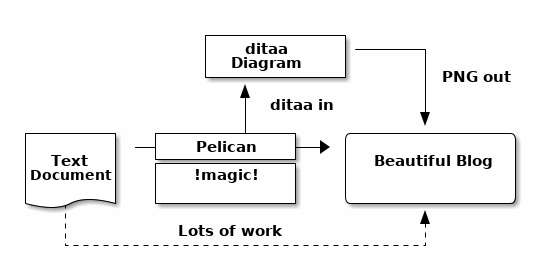 ditaa
Diagram
PNG out
ditaa in
Text
Document
Pelican
!magic!
Beautiful Blog
Lots of work